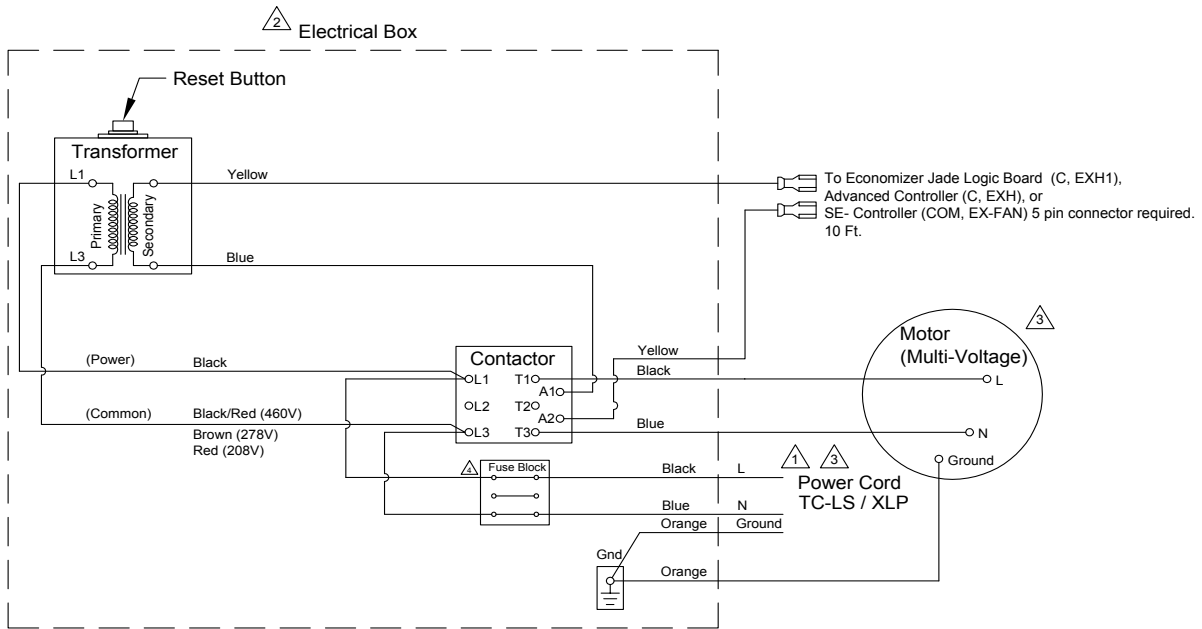 2 Electrical Box
Reset Button
Transformer
L1
Yellow
Primary
Secondary
L3
Blue
To Economizer Jade Logic Board (C, EXH1),
Advanced Controller (C, EXH), or
SE- Controller (COM, EX-FAN) 5 pin connector required.
10 Ft.
3
Motor
(Multi-Voltage)
L
N
Ground
(Power) Black
Contactor
Yellow
Black
L1 T1
A1
L2 T2
A2
L3 T3
Blue
(Common) Black/Red (460V)
Brown (278V)
Red (208V)
4 Fuse Block
Black L
Blue N
Orange Ground
1 3
Power Cord
TC-LS / XLP
Gnd
Orange